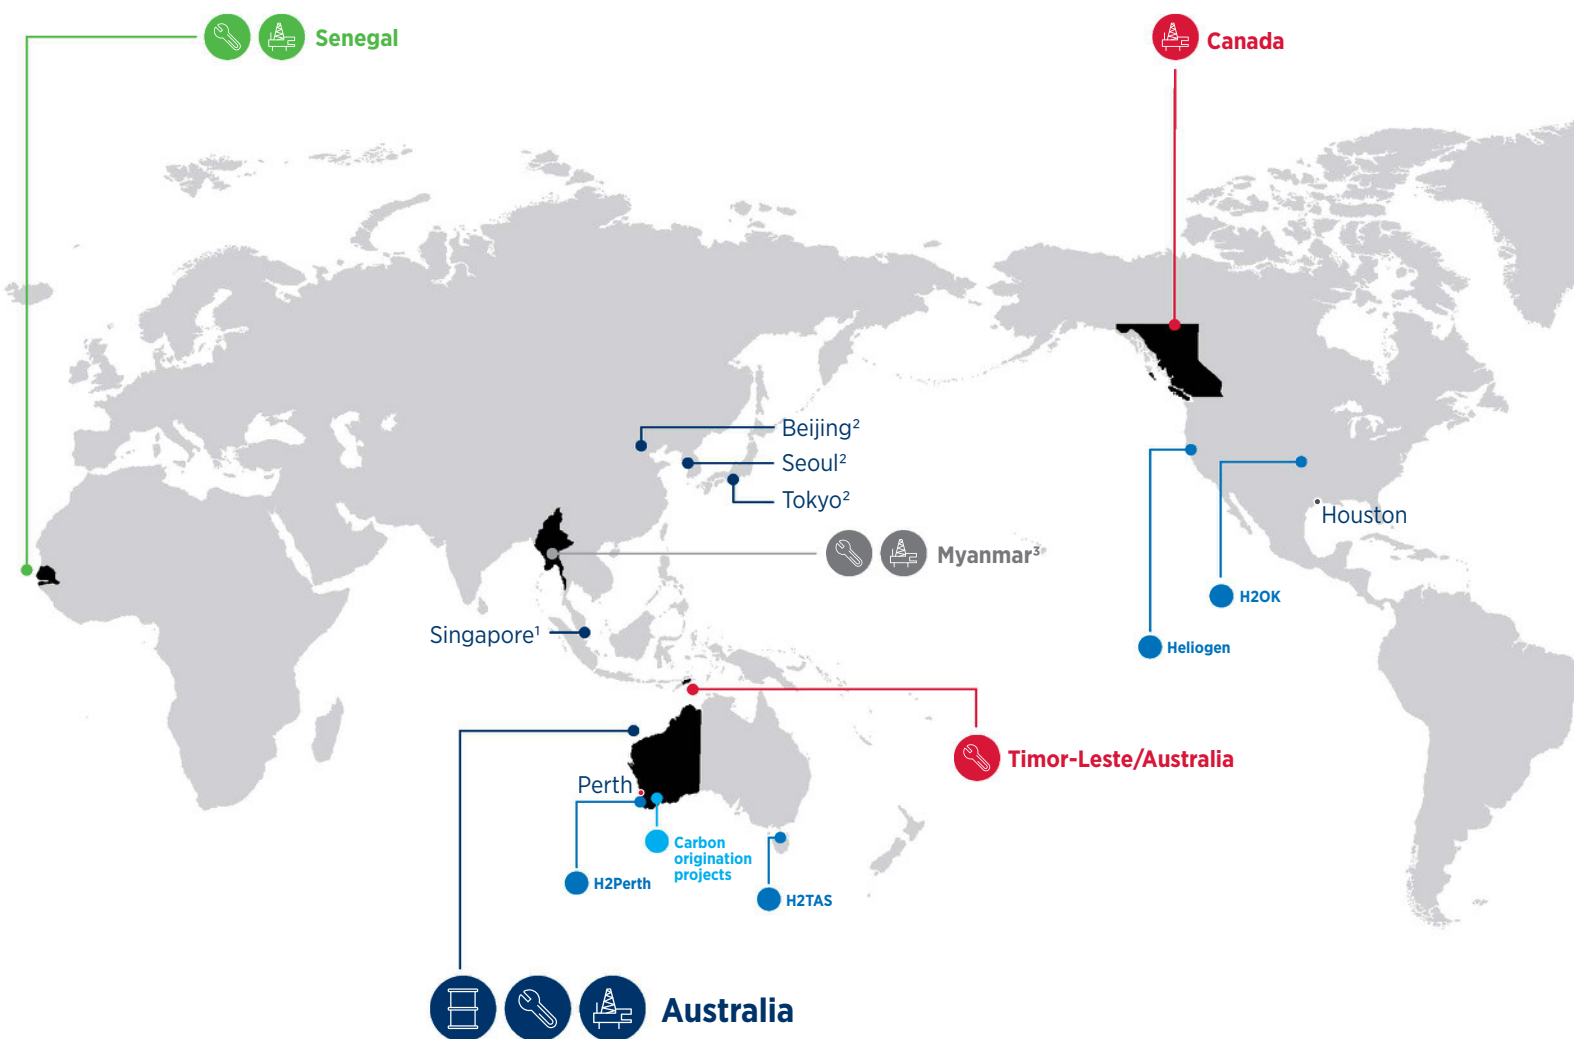 Senegal
Canada
Beijing²
Seoul²
Tokyo²
Houston
Myanmar³
H2OK
Singapore¹
Heliogen
Timor-Leste/Australia
Perth
Carbon
origination
projects
H2Perth
H2TAS
Australia